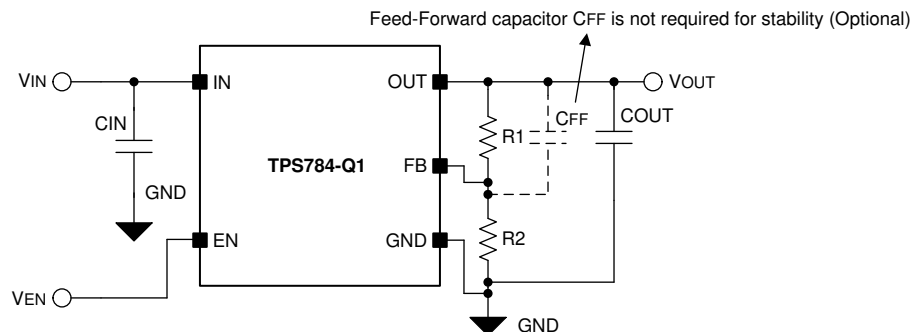 Feed-Forward capacitor CFF is not required for stability (Optional)
VIN
IN
OUT
VOUT
CIN
R1
CFF
COUT
TPS784-Q1
FB
GND
EN
GND
R2
VEN
GND